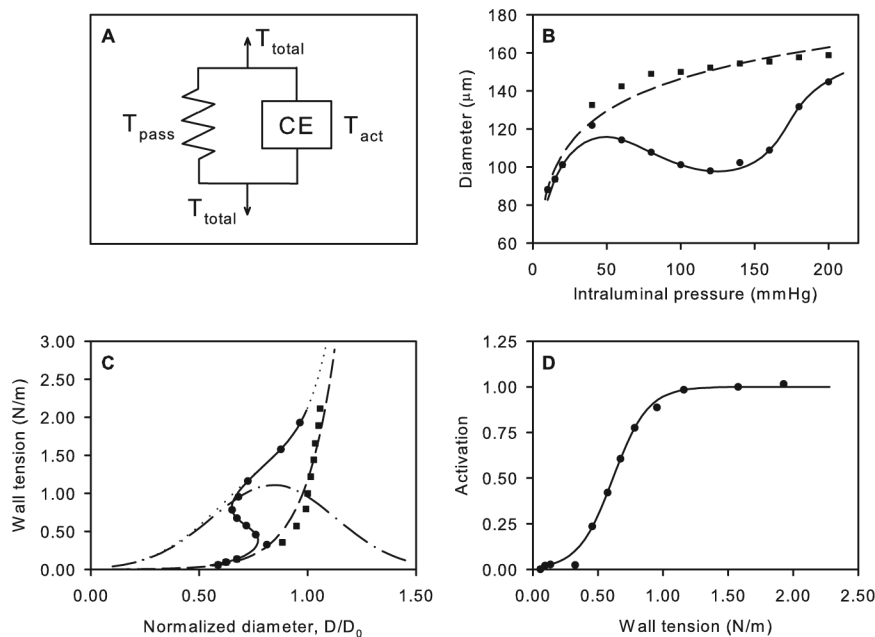 A
T_total
T_pass
CE
T_act
T_total
B
Diameter (μm)
180
160
140
120
100
80
60
0
50
100
150
200
Intraluminal pressure (mmHg)
C
Wall tension (N/m)
3.00
2.50
2.00
1.50
1.00
0.50
0.00
0.00
0.50
1.00
1.50
Normalized diameter, D/D₀
D
Activation
1.25
1.00
0.75
0.50
0.25
0.00
0.00
0.50
1.00
1.50
2.00
2.50
Wall tension (N/m)